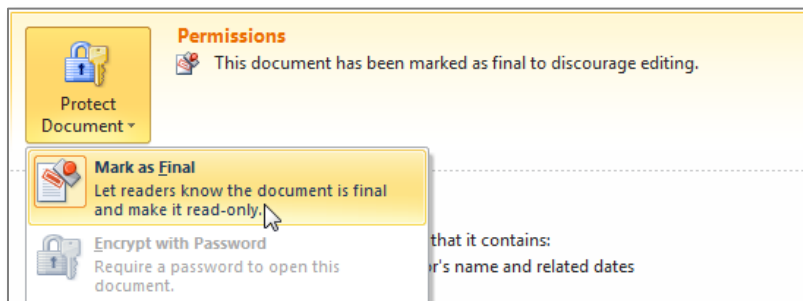 Permissions
This document has been marked as final to discourage editing.
Protect
Document
Mark as Final
Let readers know the document is final
and make it read-only.
Encrypt with Password
that it contains:
Require a password to open this
r's name and related dates
document.